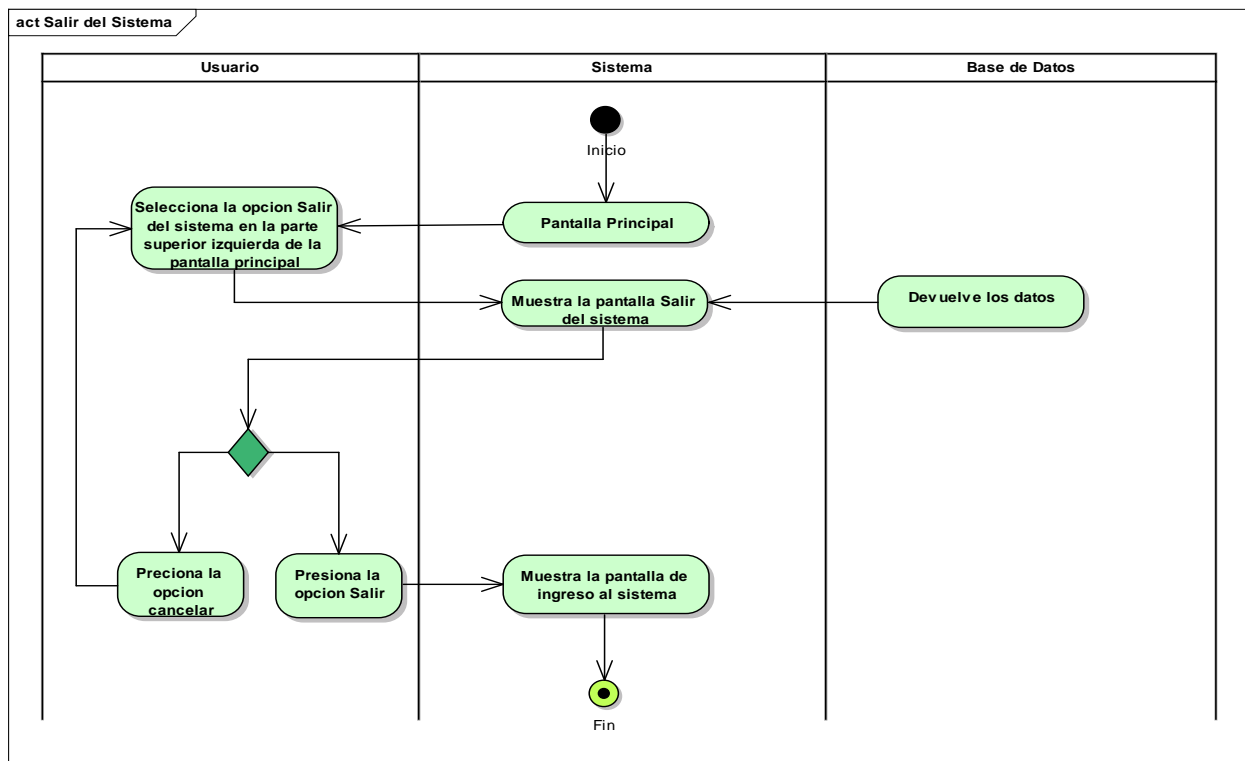 act Salir del Sistema
Usuario
Sistema
Base de Datos
Inicio
Selecciona la opcion Salir
del sistema en la parte
superior izquierda de la
pantalla principal
Pantalla Principal
Muestra la pantalla Salir
del sistema
Devuelve los datos
Preciona la
opcion
cancelar
Presiona la
opcion Salir
Muestra la pantalla de
ingreso al sistema
Fin